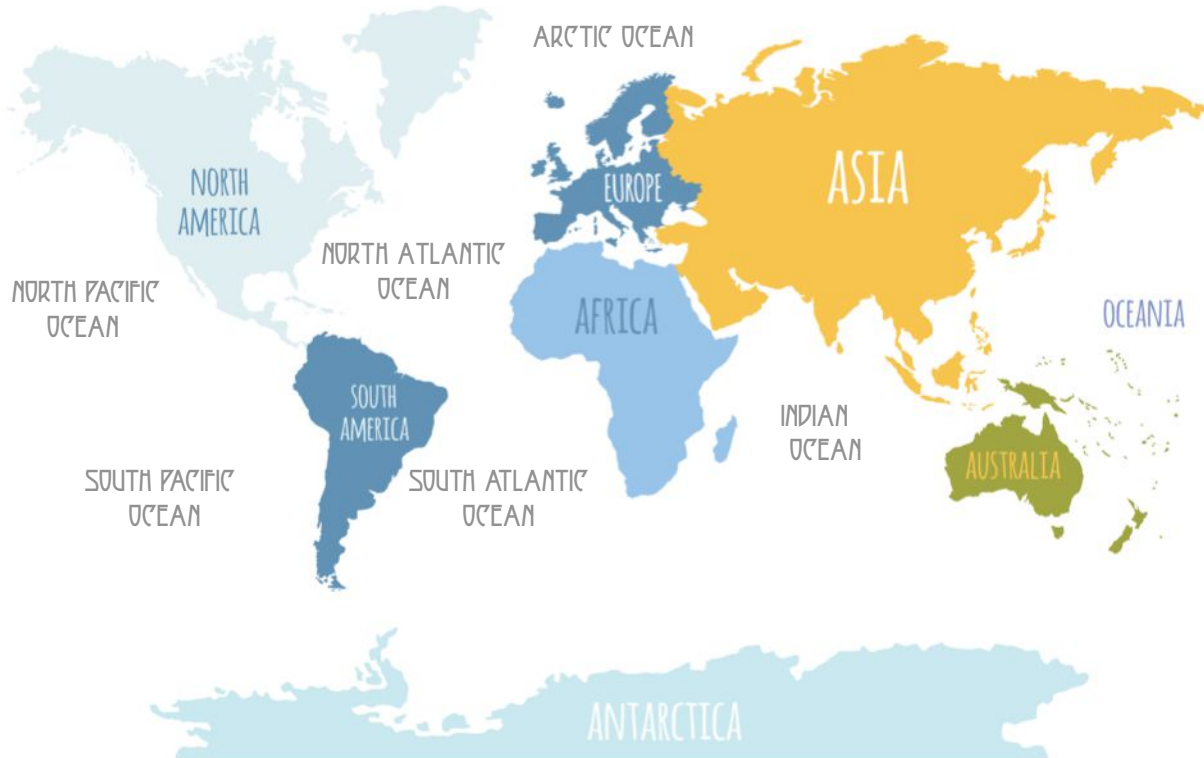 ARCTIC OCEAN
NORTH
AMERICA
EUROPE
ASIA
NORTH ATLANTIC
OCEAN
NORTH PACIFIC
OCEAN
AFRICA
OCEANIA
SOUTH
AMERICA
INDIAN
OCEAN
AUSTRALIA
SOUTH PACIFIC
OCEAN
SOUTH ATLANTIC
OCEAN
ANTARCTICA